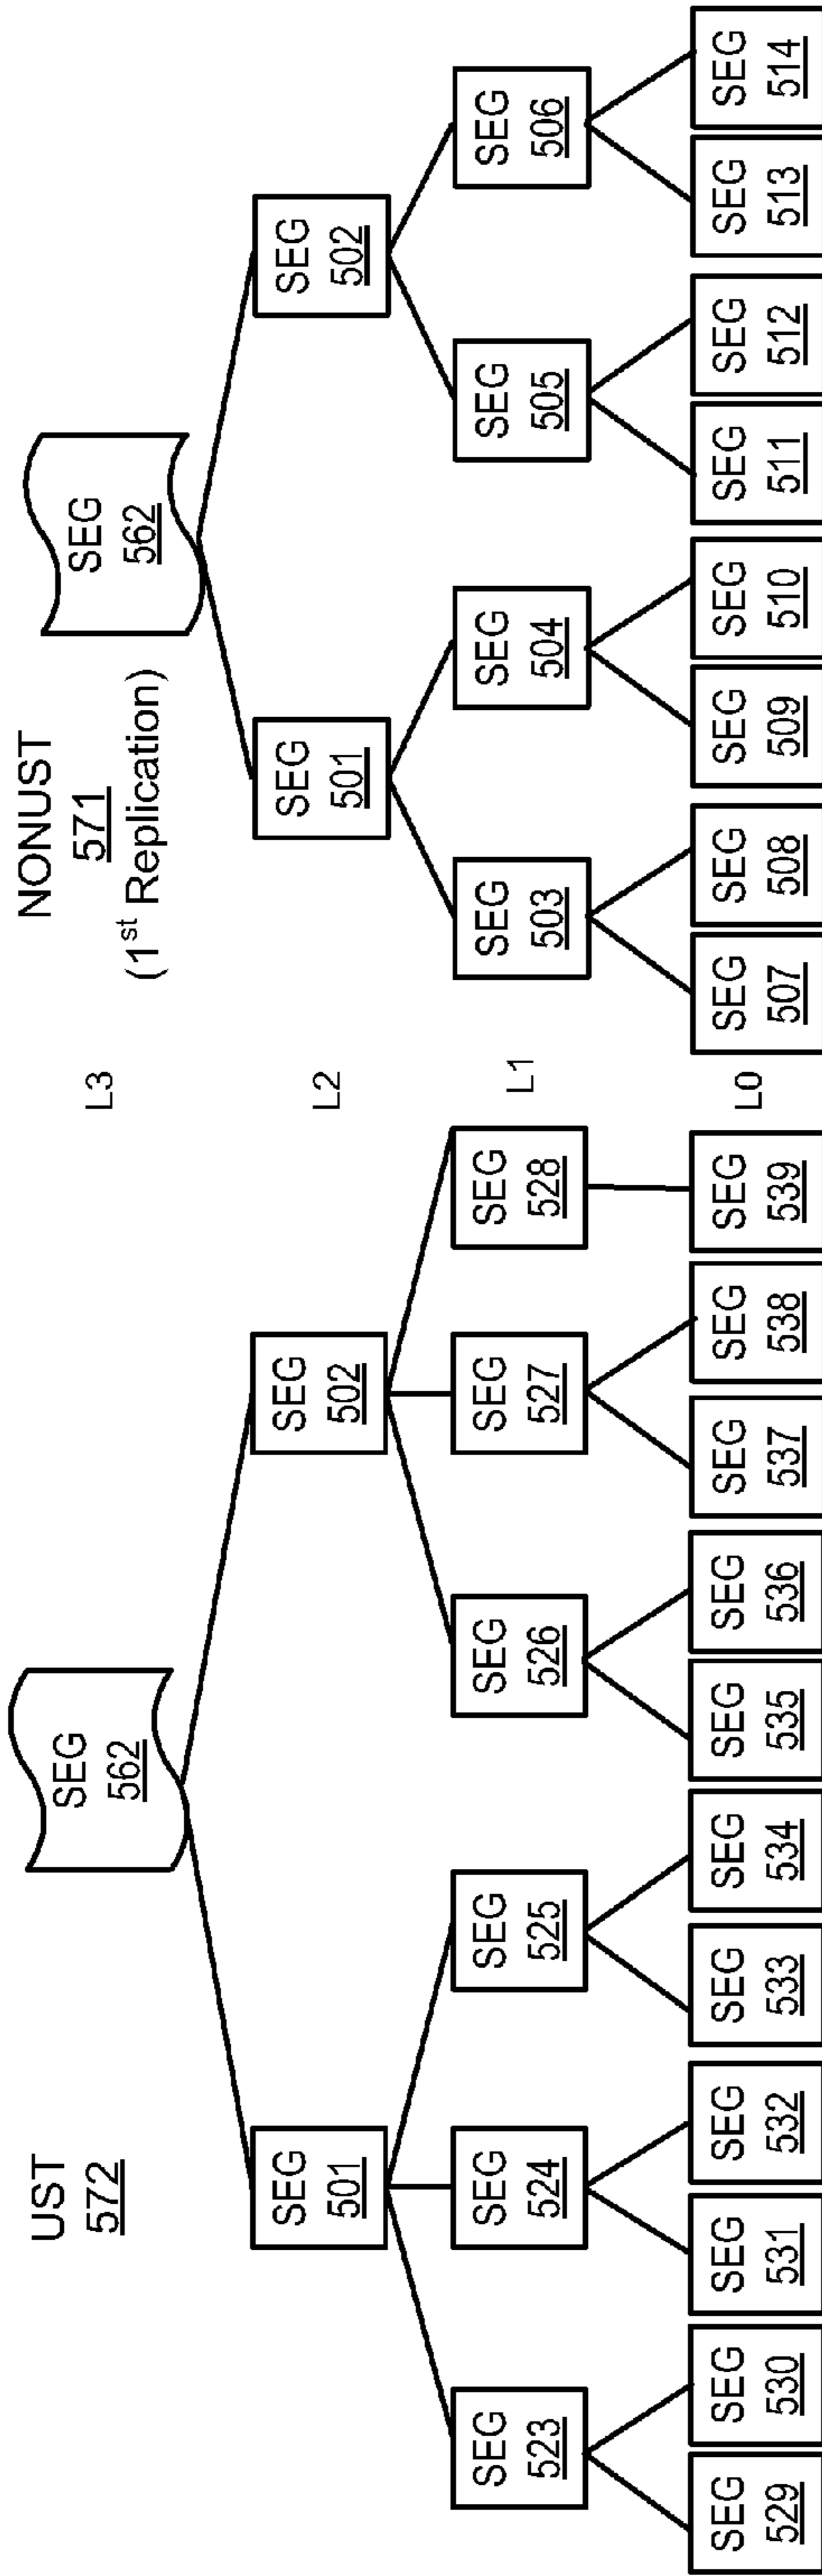 UST
572
SEG
562
L3
NONUST
571
(1st Replication)
SEG
562
SEG
501
SEG
502
L2
SEG
501
SEG
502
SEG
523
SEG
524
SEG
525
SEG
526
SEG
527
SEG
528
L1
SEG
503
SEG
504
SEG
505
SEG
506
SEG
529
SEG
530
SEG
531
SEG
532
SEG
533
SEG
534
SEG
535
SEG
536
SEG
537
SEG
538
SEG
539
L0
SEG
507
SEG
508
SEG
509
SEG
510
SEG
511
SEG
512
SEG
513
SEG
514